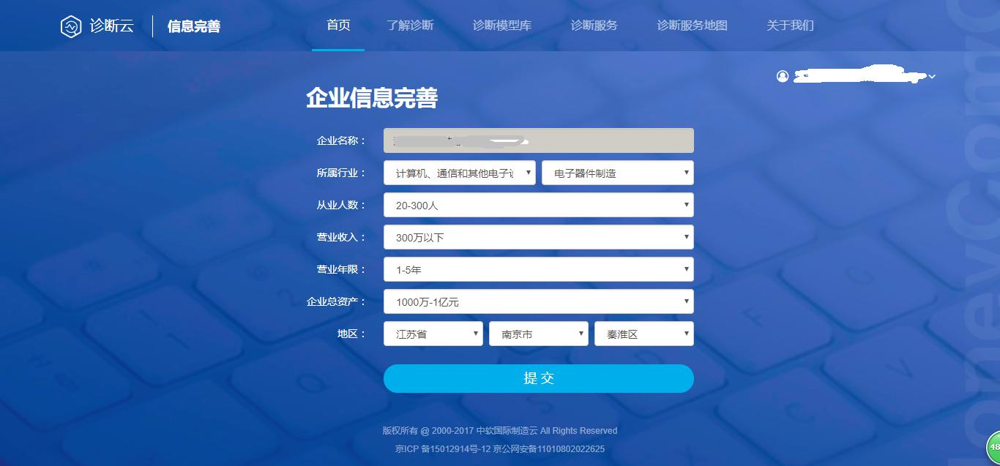 诊断云 信息完善 首页 了解诊断 诊断模型库 诊断服务 诊断服务地图 关于我们
企业信息完善
企业名称：
所属行业： 计算机、通信和其他电子 电子器件制造
从业人数： 20-300人
营业收入： 300万以下
营业年限： 1-5年
企业总资产： 1000万-1亿元
地区： 江苏省 南京市 秦淮区
提交
版权所有 @ 2000-2017 中软国际制造云 All Rights Reserved
京ICP 备15012914号-12 京公网安备11010802022625
48